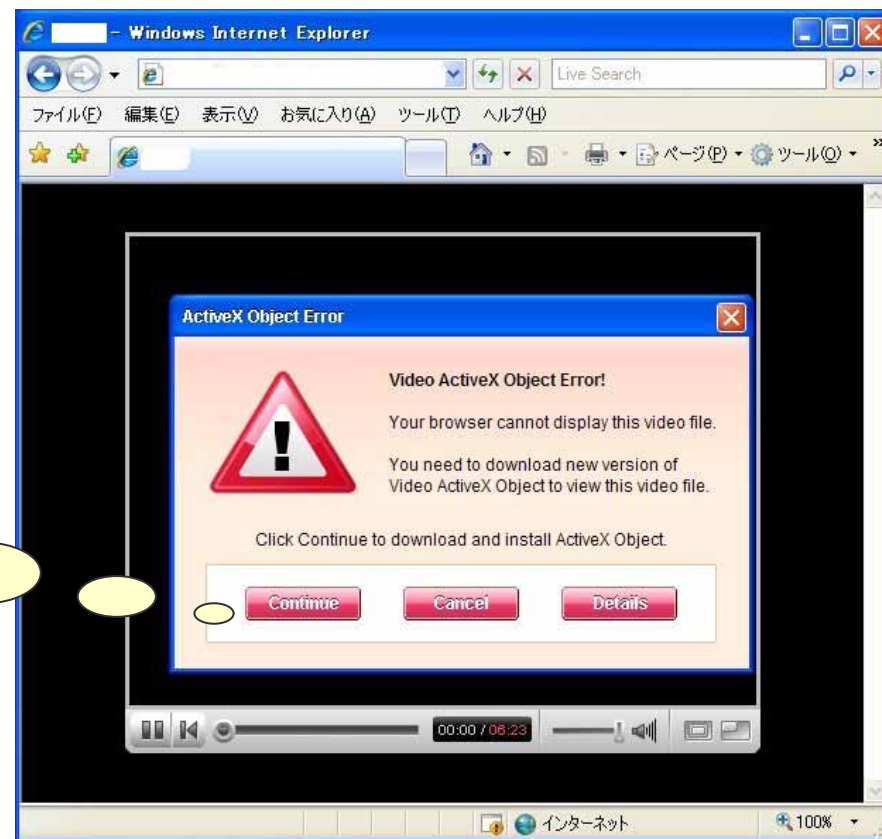 - Windows Internet Explorer
Live Search
ファイル(F) 編集(E) 表示(V) お気に入り(A) ツール(T) ヘルプ(H)
ページ(P) ツール(O)
ActiveX Object Error
Video ActiveX Object Error!
Your browser cannot display this video file.
You need to download new version of
Video ActiveX Object to view this video file.
Click Continue to download and install ActiveX Object.
Continue Cancel Details
00:00 / 06:23
インターネット 100%